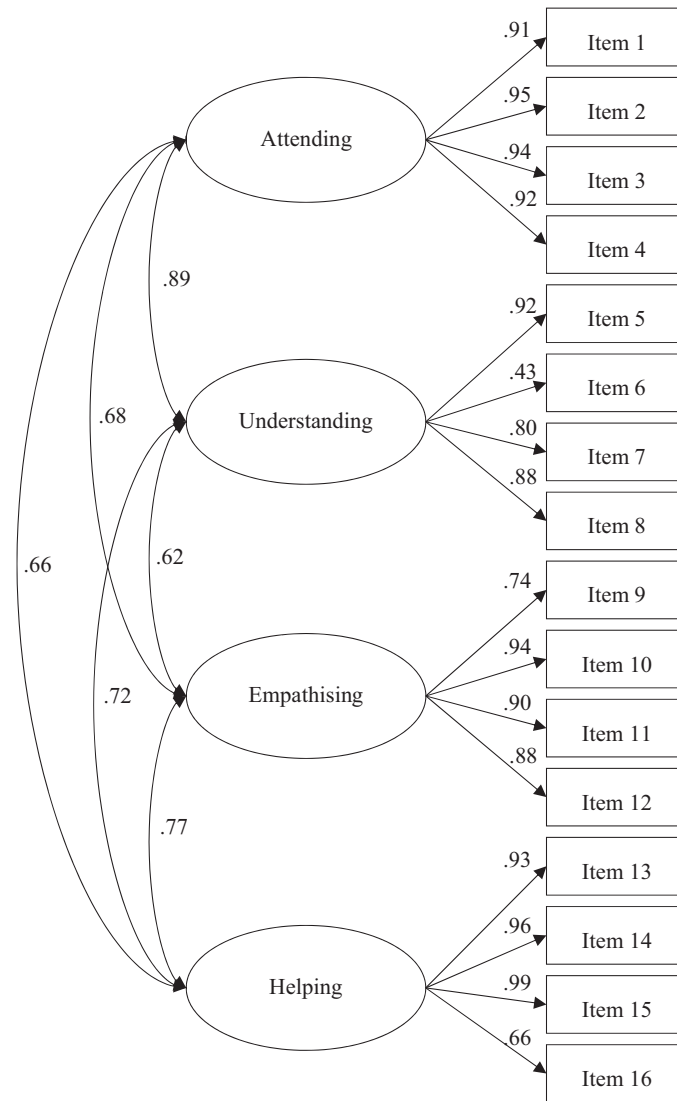 .91
Item 1
.95
Item 2
Attending
.94
Item 3
.92
Item 4
.89
.92
Item 5
.43
Item 6
Understanding
.68
.80
Item 7
.88
Item 8
.66
.62
.74
Item 9
.94
Item 10
Empathising
.72
.90
Item 11
.88
Item 12
.77
.93
Item 13
.96
Item 14
Helping
.99
Item 15
.66
Item 16